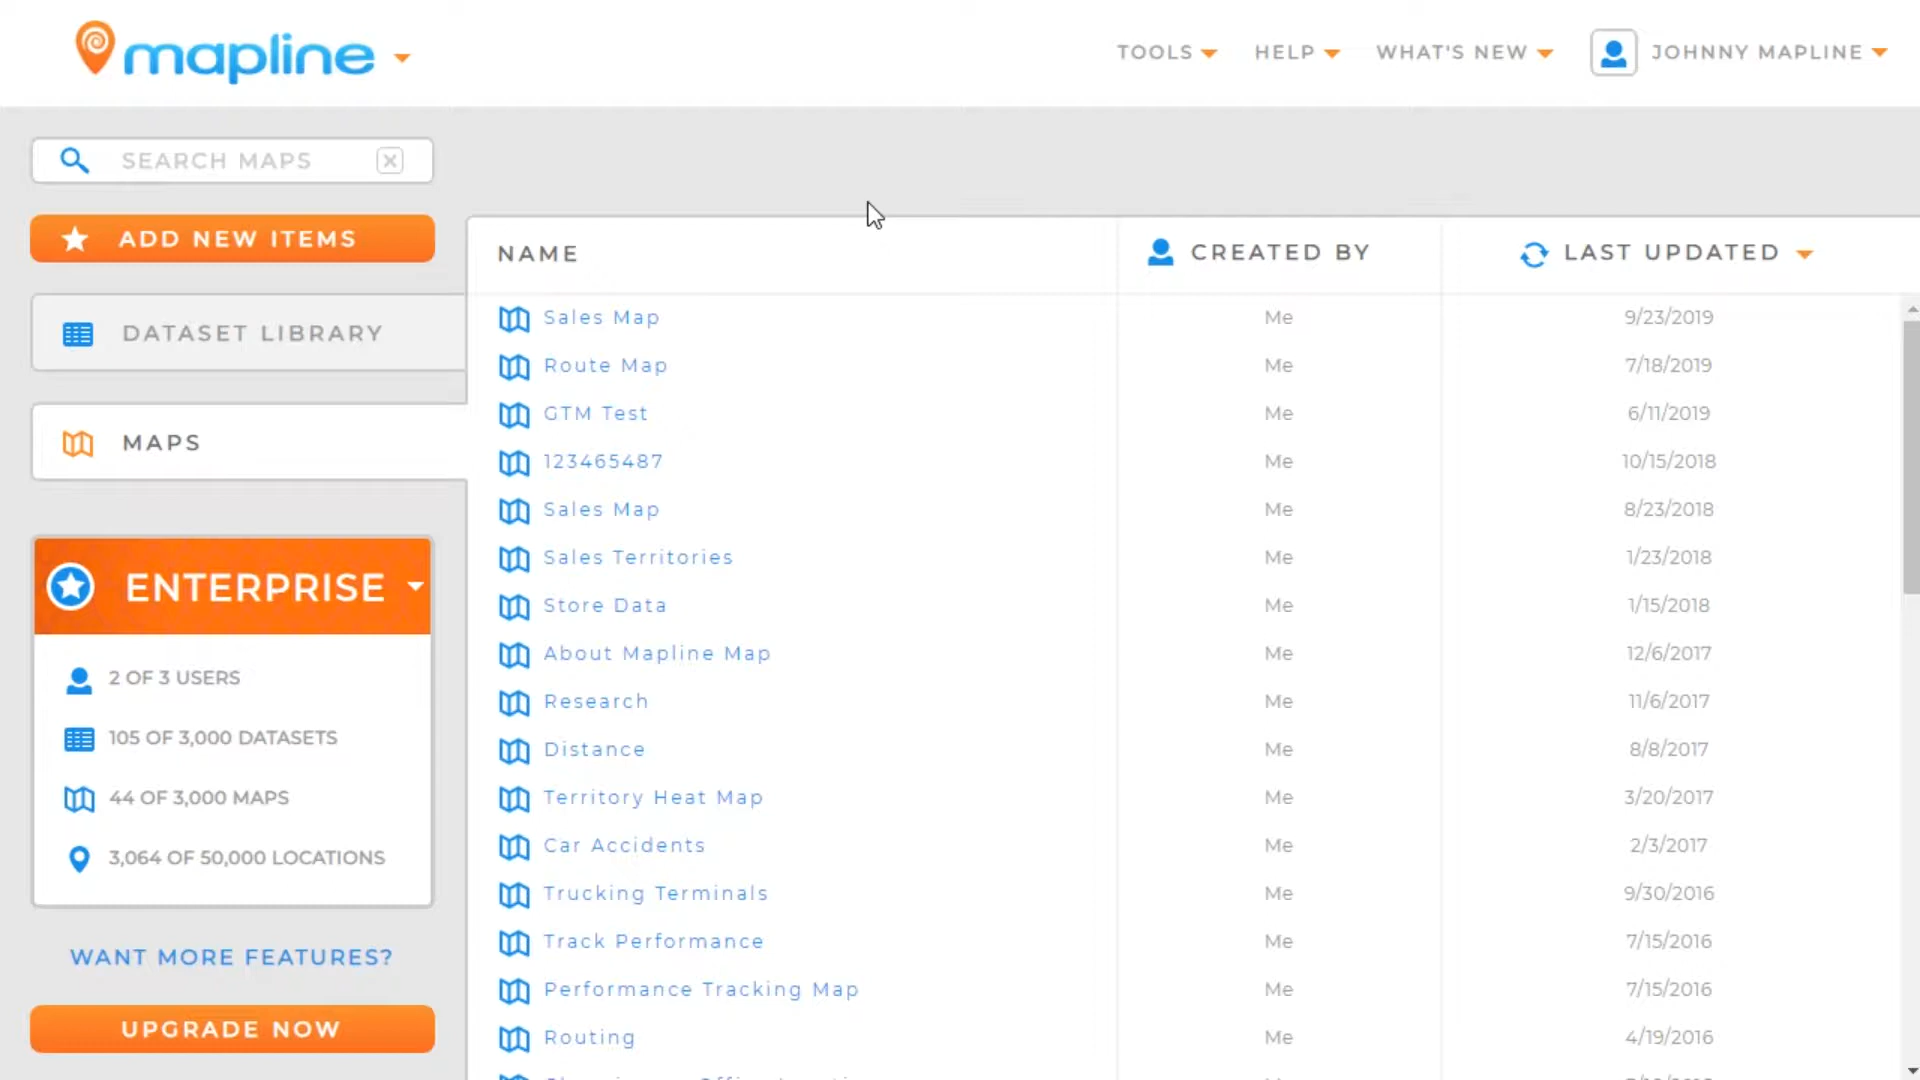 mapline
TOOLS
HELP
WHAT'S NEW
JOHNNY MAPLINE
SEARCH MAPS
ADD NEW ITEMS
DATASET LIBRARY
MAPS
ENTERPRISE
2 OF 3 USERS
105 OF 3,000 DATASETS
44 OF 3,000 MAPS
3,064 OF 50,000 LOCATIONS
WANT MORE FEATURES?
UPGRADE NOW
NAME CREATED BY LAST UPDATED
Sales Map Me 9/23/2019
Route Map Me 7/18/2019
GTM Test Me 6/11/2019
123465487 Me 10/15/2018
Sales Map Me 8/23/2018
Sales Territories Me 1/23/2018
Store Data Me 1/15/2018
About Mapline Map Me 12/6/2017
Research Me 11/6/2017
Distance Me 8/8/2017
Territory Heat Map Me 3/20/2017
Car Accidents Me 2/3/2017
Trucking Terminals Me 9/30/2016
Track Performance Me 7/15/2016
Performance Tracking Map Me 7/15/2016
Routing Me 4/19/2016